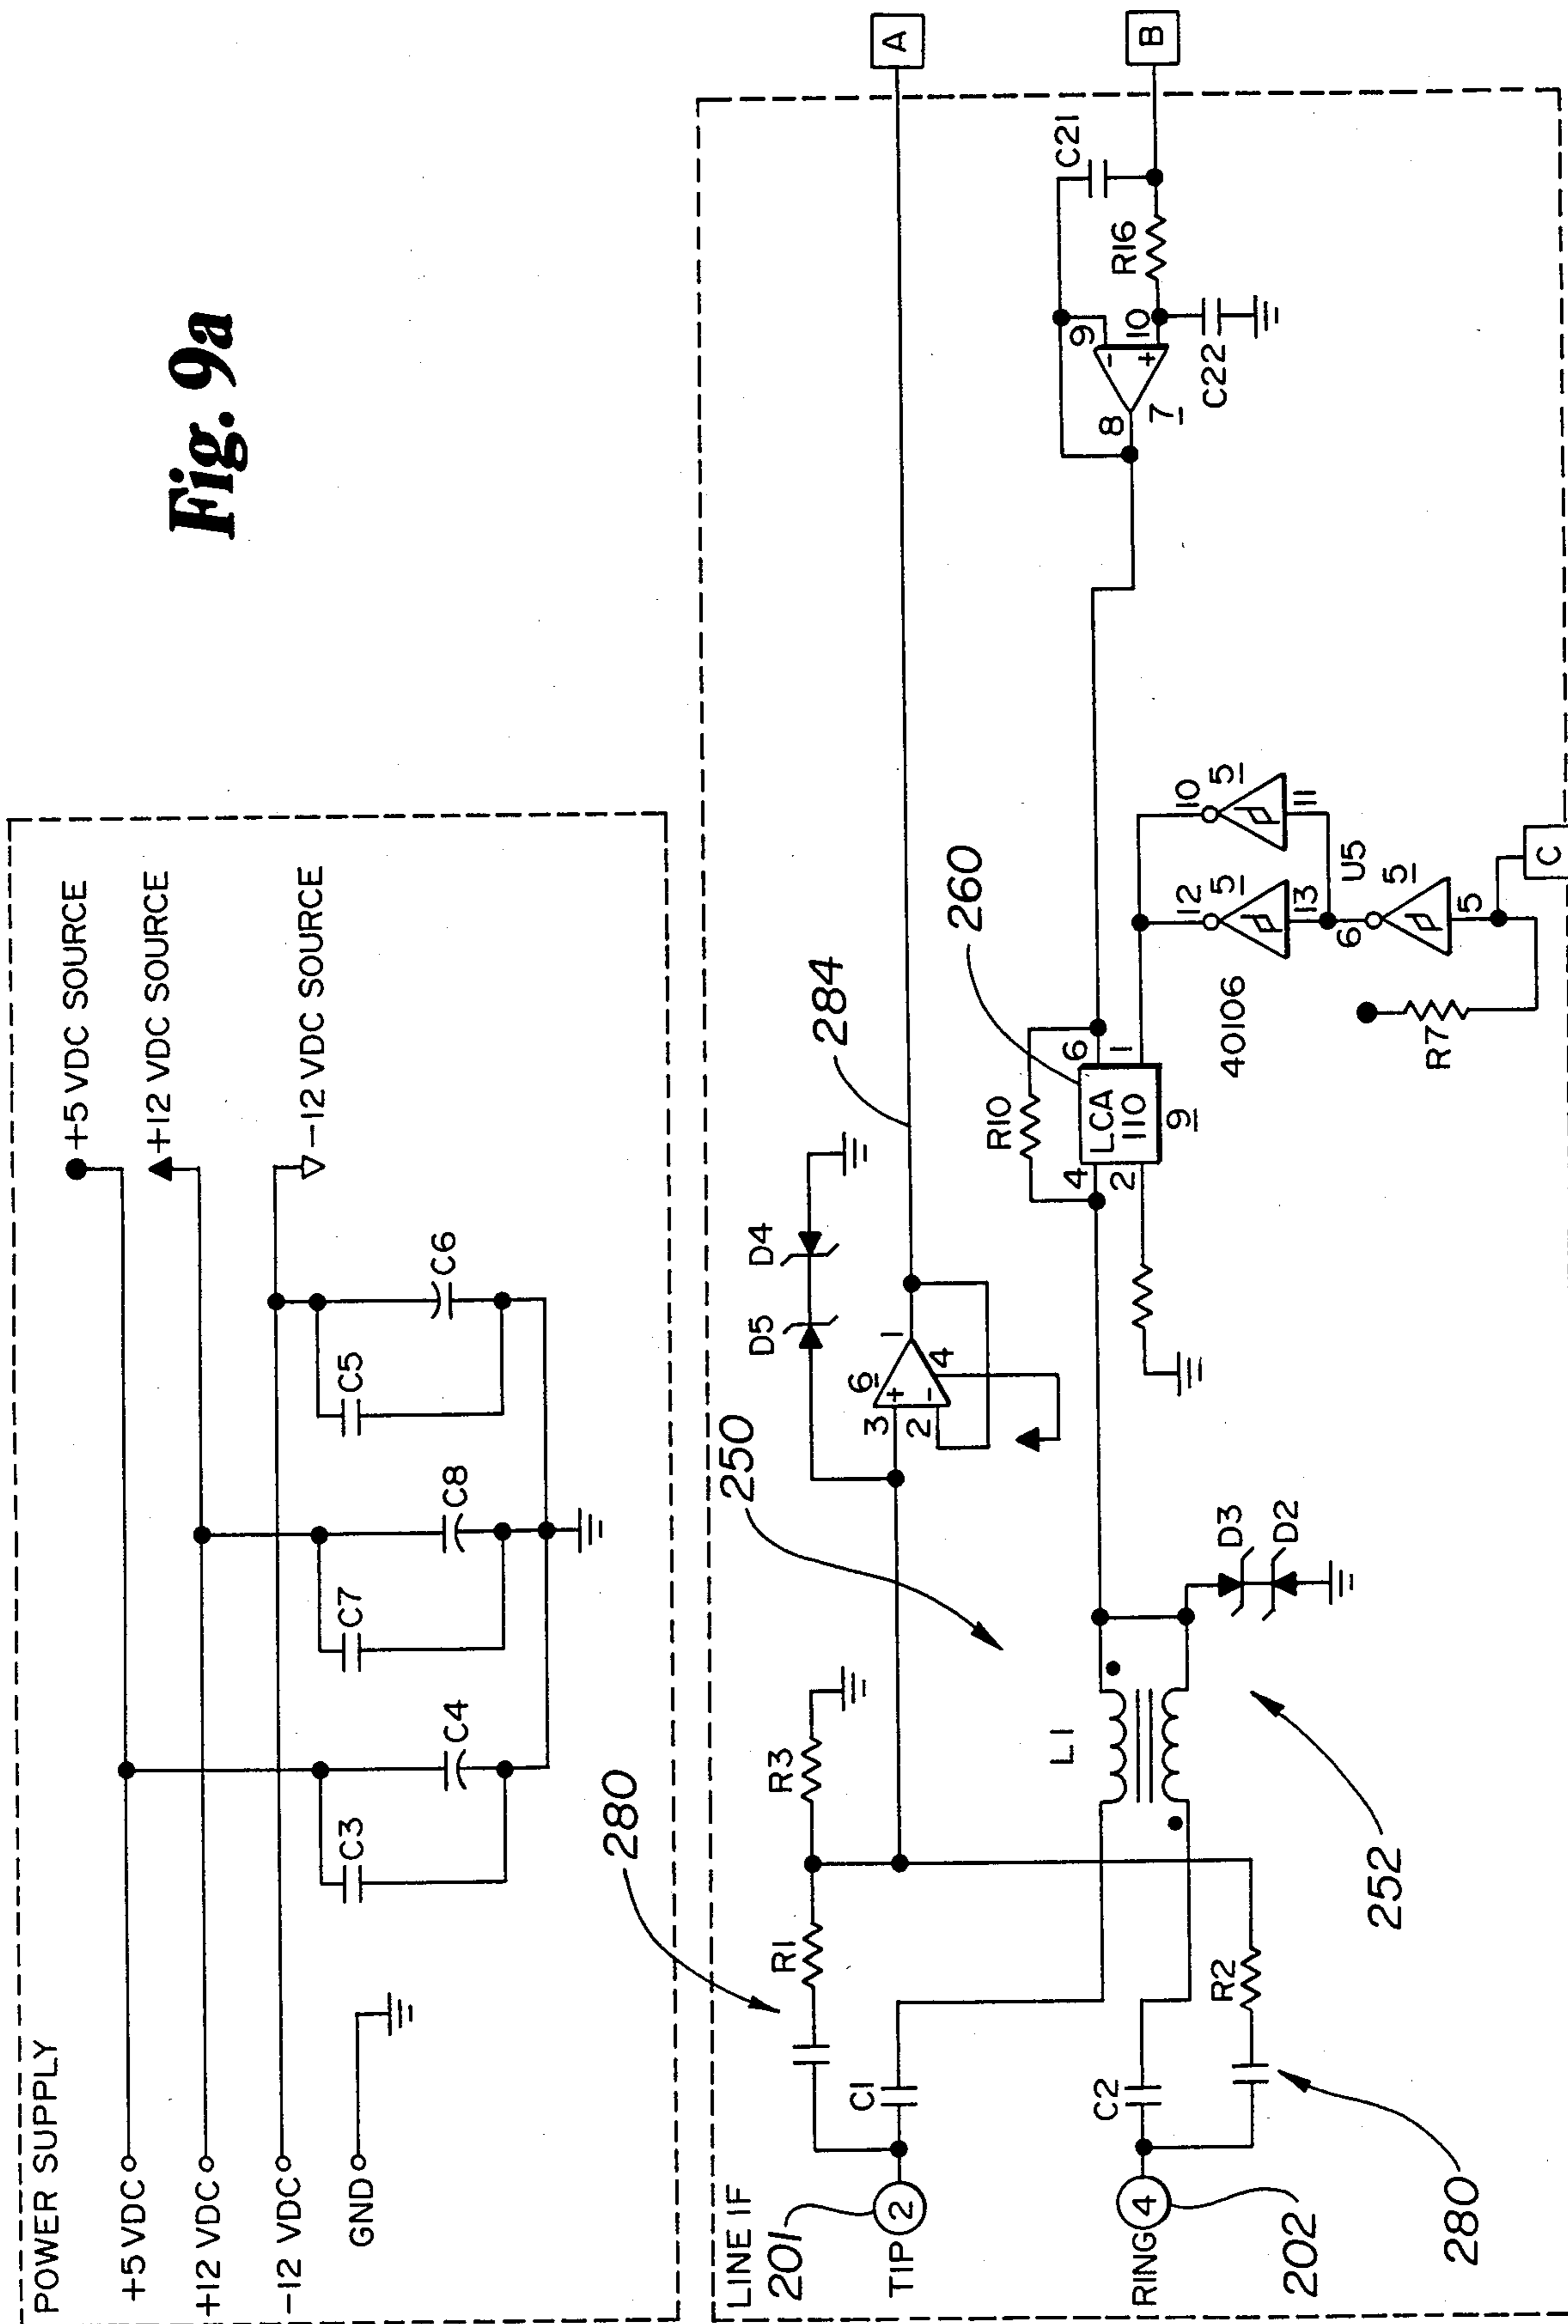 Fig. 9a
POWER SUPPLY
+5 VDC
+5 VDC SOURCE
+12 VDC
+12 VDC SOURCE
-12 VDC
-12 VDC SOURCE
GND
C3
C4
C7
C8
C5
C6
LINE IF
280
R1
R3
250
D5
D4
284
201
TIP
2
C1
3
2
6
+
-
1
4
A
L1
R10
260
4
2
LCA
110
9
6
1
8
7
9
10
-
+
C21
R16
B
C22
RING
4
202
C2
R2
280
252
D3
D2
40106
12
5
13
10
5
11
U5
6
5
5
R7
C